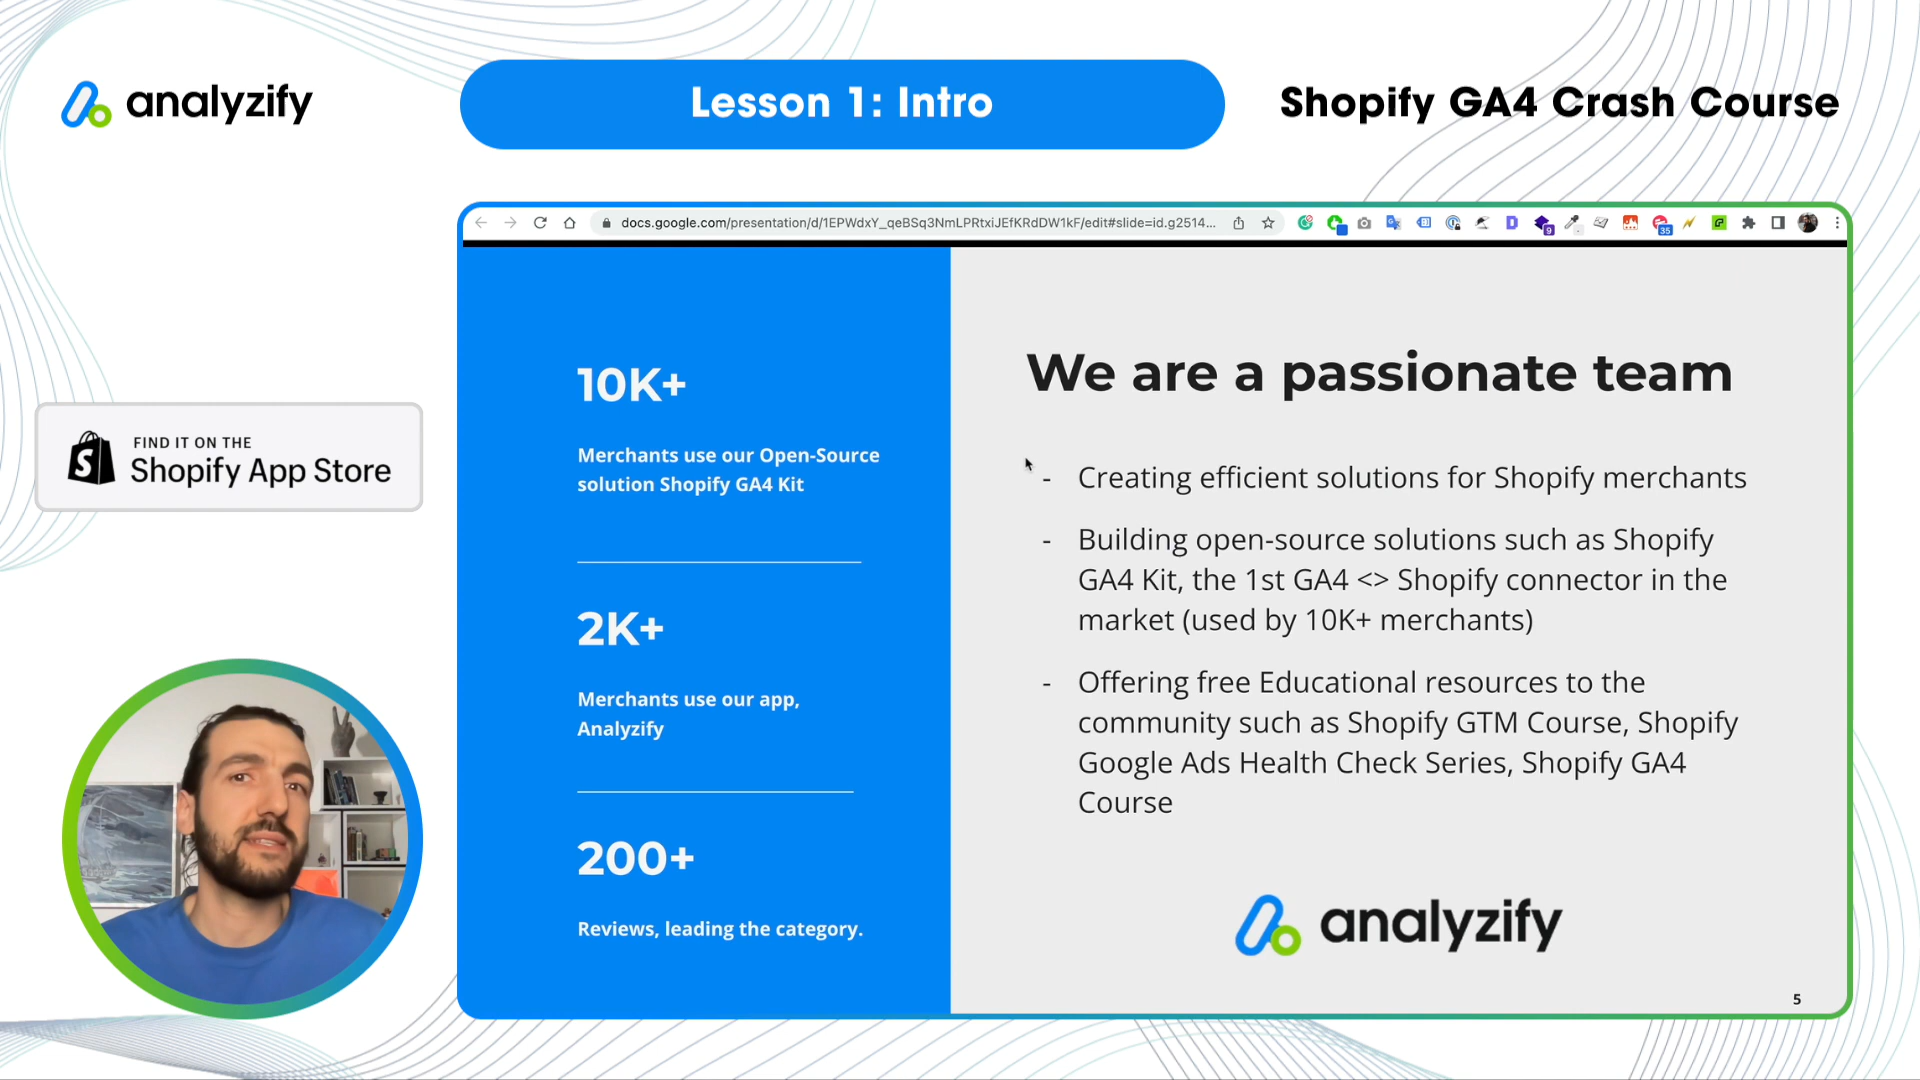 analyzify
Lesson 1: Intro
Shopify GA4 Crash Course
docs.google.com/presentation/d/1EPWdxY_qeBSq3NmLPRtxiJEfKRdDW1kF/edit#slide=id.g2514...
9
35
FIND IT ON THE
Shopify App Store
10K+
Merchants use our Open-Source
solution Shopify GA4 Kit
2K+
Merchants use our app,
Analyzify
200+
Reviews, leading the category.
We are a passionate team
- Creating efficient solutions for Shopify merchants
- Building open-source solutions such as Shopify
GA4 Kit, the 1st GA4 <> Shopify connector in the
market (used by 10K+ merchants)
- Offering free Educational resources to the
community such as Shopify GTM Course, Shopify
Google Ads Health Check Series, Shopify GA4
Course
analyzify
5